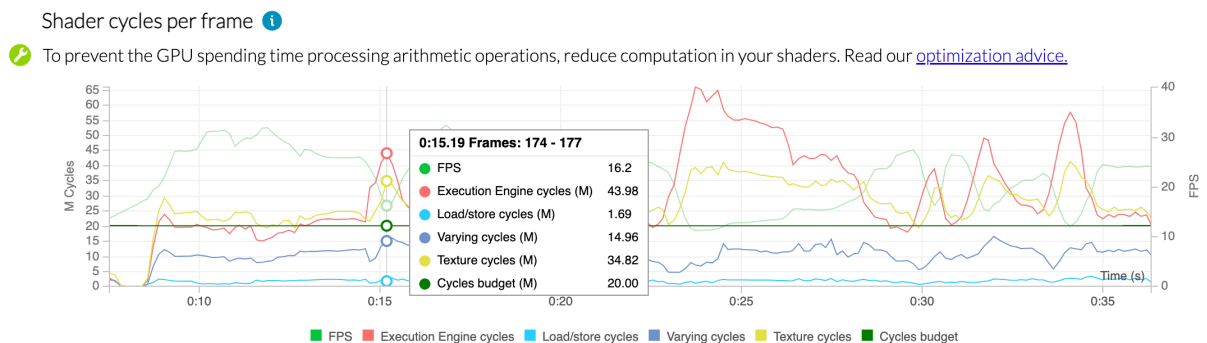 Shader cycles per frame i
To prevent the GPU spending time processing arithmetic operations, reduce computation in your shaders. Read our optimization advice.
M Cycles
65
60
55
50
45
40
35
30
25
20
15
10
5
0
0:15.19 Frames: 174 - 177
FPS 16.2
Execution Engine cycles (M) 43.98
Load/store cycles (M) 1.69
Varying cycles (M) 14.96
Texture cycles (M) 34.82
Cycles budget (M) 20.00
40
30
20
10
0
FPS
Time (s)
0:10 0:15 0:20 0:25 0:30 0:35
FPS Execution Engine cycles Load/store cycles Varying cycles Texture cycles Cycles budget